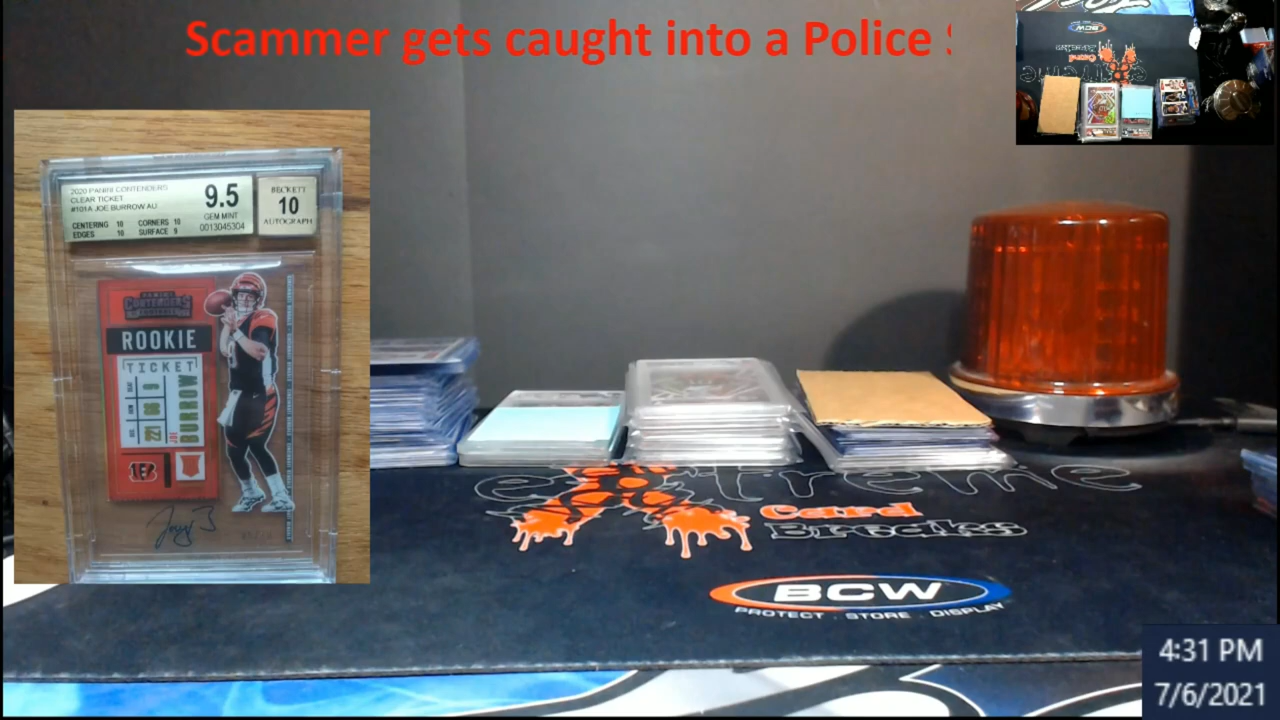 Scammer gets caught into a Police
2020 PANINI CONTENDERS
CLEAR TICKET
#101A JOE BURROW AU
CENTERING 10 CORNERS 10
EDGES 10 SURFACE 9
9.5
GEM MINT
0013045304
BECKETT
10
AUTOGRAPH
PANINI
CONTENDERS
ROOKIE
TICKET
JOE
BURROW
extreme
Card
Breaks
BCW
PROTECT . STORE . DISPLAY
4:31 PM
7/6/2021